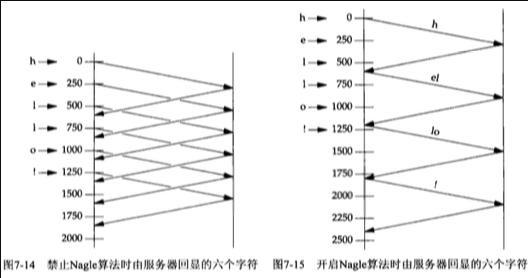 h 0
e 250
l 500
l 750
o 1000
! 1250
1500
1750
2000
图7-14 禁止Nagle算法时由服务器回显的六个字符
h 0
e 250
l 500
l 750
o 1000
! 1250
1500
1750
2000
2250
2500
h
el
lo
!
图7-15 开启Nagle算法时由服务器回显的六个字符